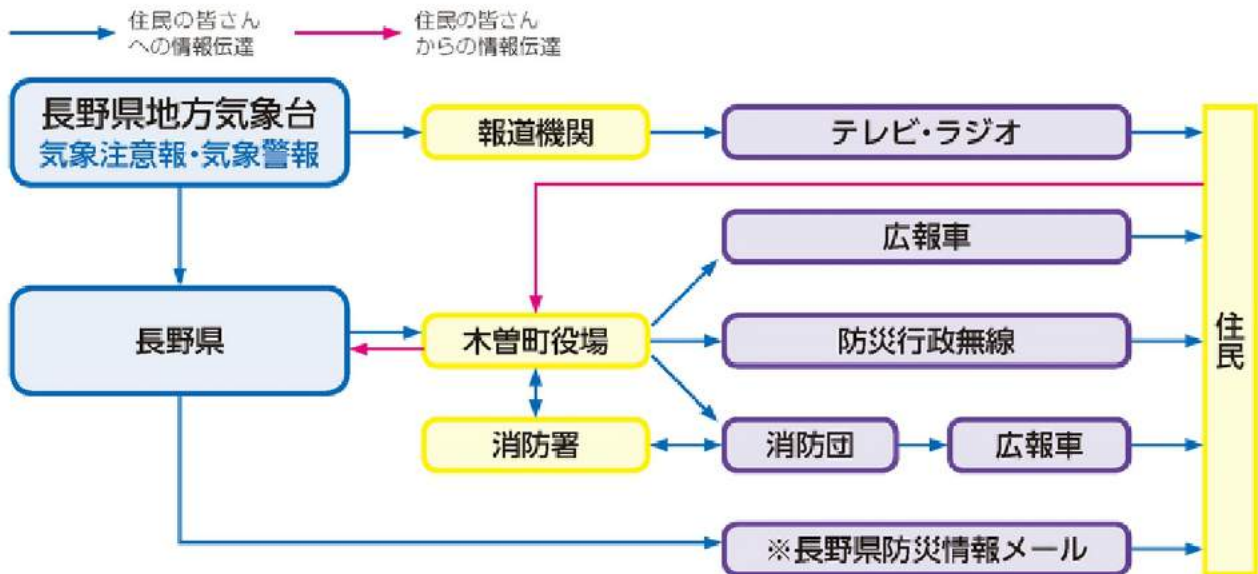 住民の皆さん
への情報伝達
住民の皆さん
からの情報伝達
長野県地方気象台
気象注意報・気象警報
報道機関
テレビ・ラジオ
広報車
長野県
木曽町役場
防災行政無線
住民
消防署
消防団
広報車
※長野県防災情報メール